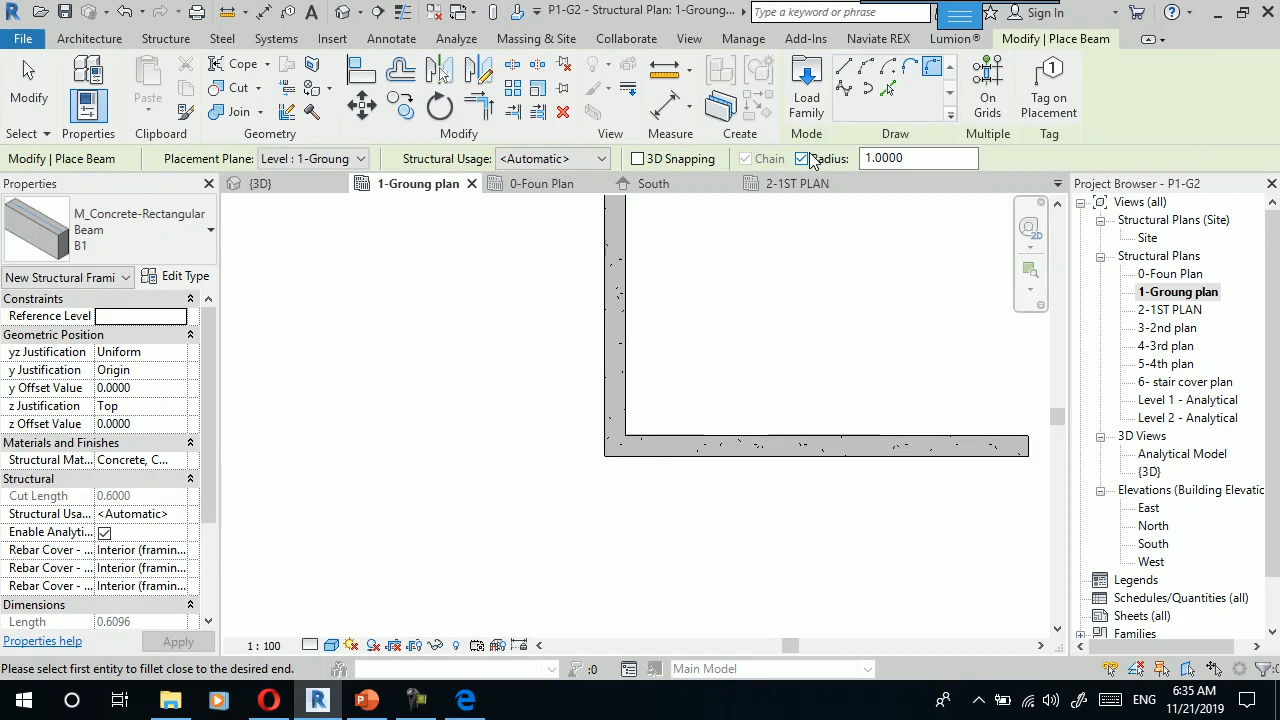 P1-G2 - Structural Plan: 1-Groung...
Type a keyword or phrase
Sign In
File
Architecture
Structure
Steel
Systems
Insert
Annotate
Analyze
Massing & Site
Collaborate
View
Manage
Add-Ins
Naviate REX
Lumion®
Modify | Place Beam
Modify
Properties
Paste
Cope
Cut
Join
Load
Family
On
Grids
Tag on
Placement
Select
Properties
Clipboard
Geometry
Modify
View
Measure
Create
Mode
Draw
Multiple
Tag
Modify | Place Beam
Placement Plane: Level : 1-Groung
Structural Usage: <Automatic>
3D Snapping
Chain
1.0000
Properties
{3D}
1-Groung plan
0-Foun Plan
South
2-1ST PLAN
Project Browser - P1-G2
M_Concrete-Rectangular
Beam
B1
New Structural Frami
Edit Type
Constraints
Reference Level
Geometric Position
yz Justification Uniform
y Justification Origin
y Offset Value 0.0000
z Justification Top
z Offset Value 0.0000
Materials and Finishes
Structural Mat... Concrete, C...
Structural
Cut Length 0.6000
Structural Usa... <Automatic>
Enable Analyti...
Rebar Cover - ... Interior (framin...
Rebar Cover - ... Interior (framin...
Rebar Cover - ... Interior (framin...
Dimensions
Length 0.6096
Properties help
Apply
2D
Views (all)
Structural Plans (Site)
Site
Structural Plans
0-Foun Plan
1-Groung plan
2-1ST PLAN
3-2nd plan
4-3rd plan
5-4th plan
6- stair cover plan
Level 1 - Analytical
Level 2 - Analytical
3D Views
Analytical Model
{3D}
Elevations (Building Elevatio
East
North
South
West
Legends
Schedules/Quantities (all)
Sheets (all)
Families
1 : 100
Please select first entity to fillet close to the desired end.
:0
Main Model
:0
ENG
6:35 AM
11/21/2019